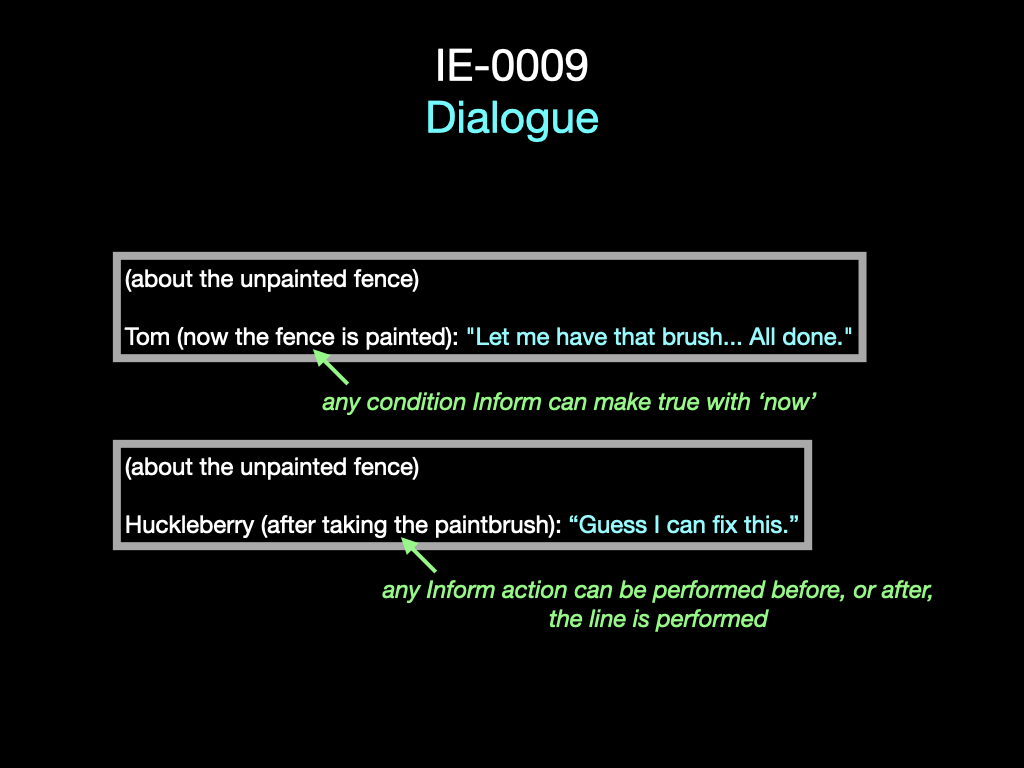 IE-0009
Dialogue
(about the unpainted fence)
Tom (now the fence is painted): "Let me have that brush... All done."
any condition Inform can make true with ‘now’
(about the unpainted fence)
Huckleberry (after taking the paintbrush): “Guess I can fix this.”
any Inform action can be performed before, or after,
the line is performed